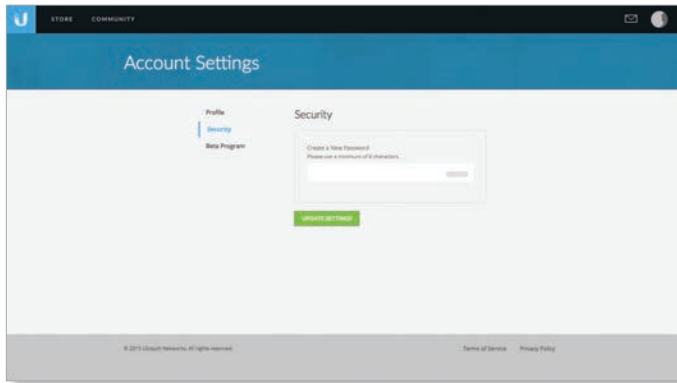 U
STORE COMMUNITY
Account Settings
Profile
Security
Beta Program
Security
Create a New Password
Please use a minimum of 8 characters.
UPDATE SETTINGS
© 2015 Ubiquiti Networks. All rights reserved.
Terms of Service Privacy Policy